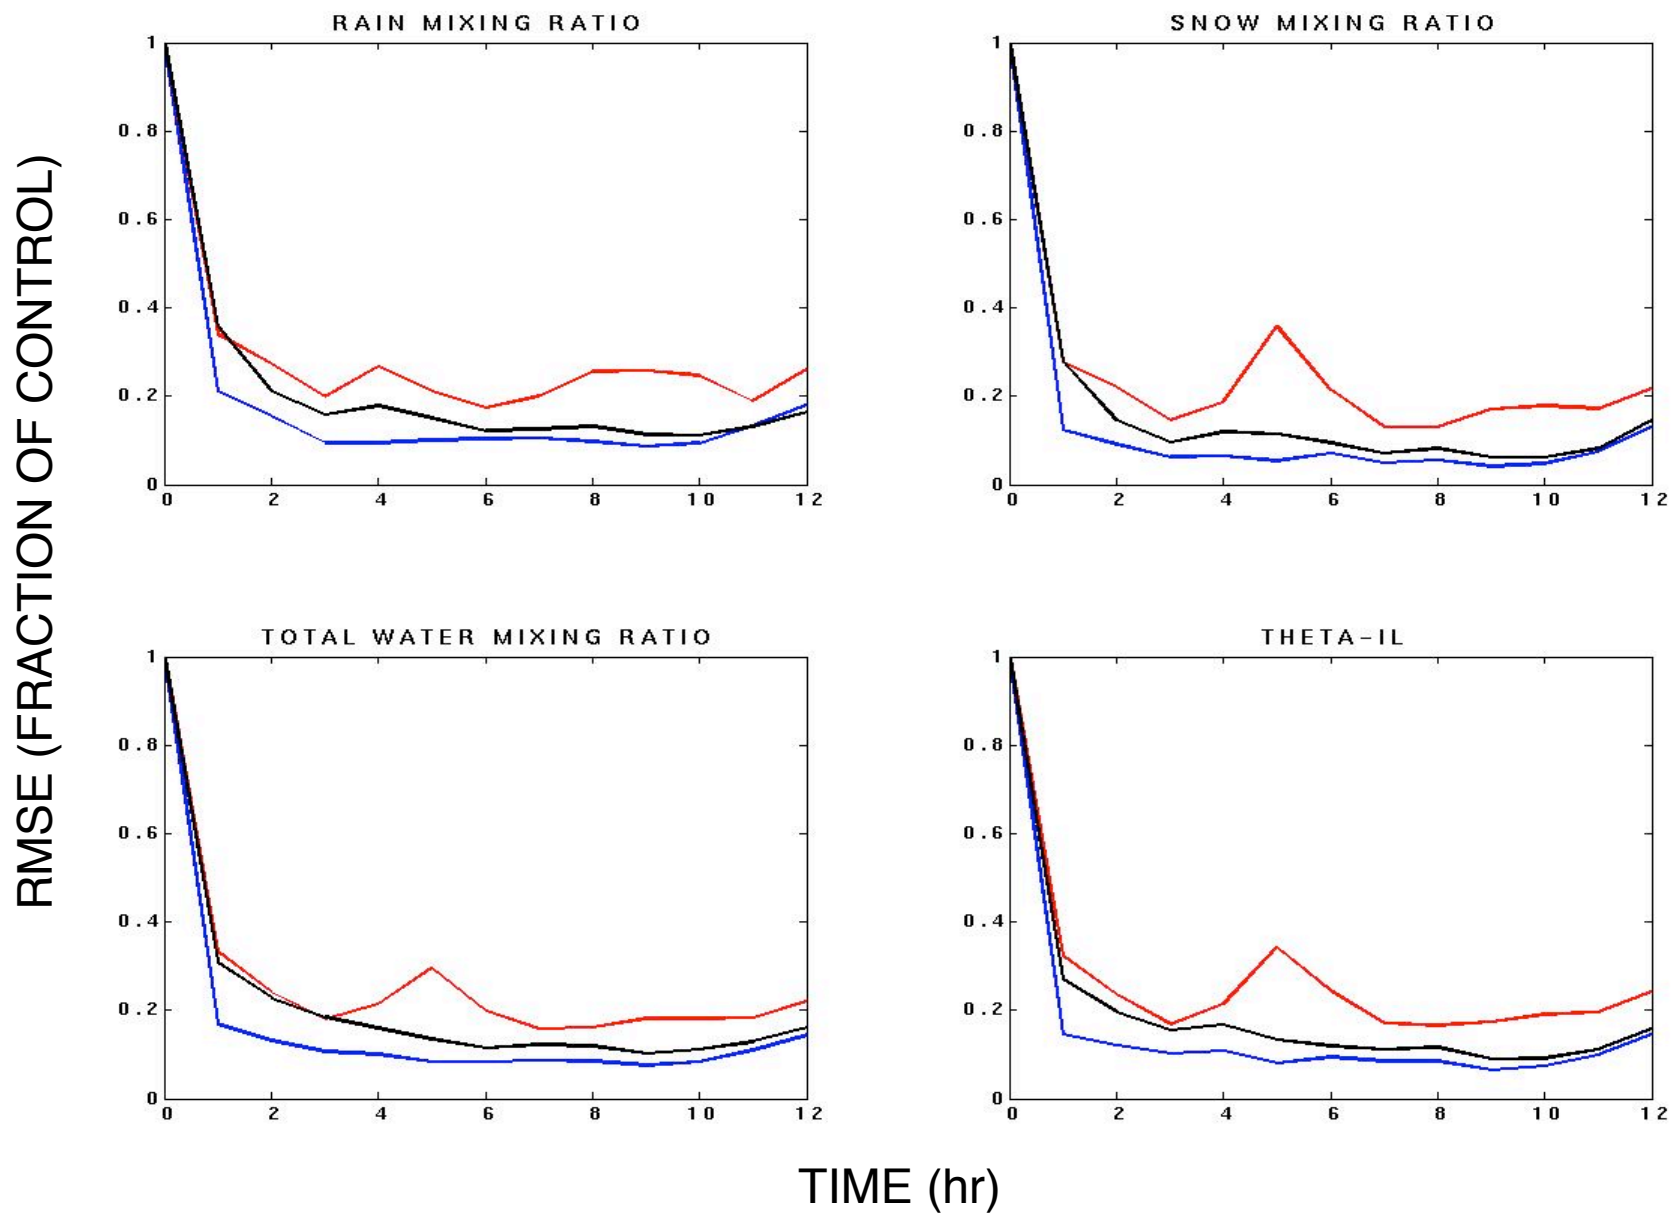 RAIN MIXING RATIO
1
0.8
0.6
0.4
0.2
0
0 2 4 6 8 10 12
SNOW MIXING RATIO
1
0.8
0.6
0.4
0.2
0
0 2 4 6 8 10 12
RMSE (FRACTION OF CONTROL)
TOTAL WATER MIXING RATIO
1
0.8
0.6
0.4
0.2
0
0 2 4 6 8 10 12
THETA-IL
1
0.8
0.6
0.4
0.2
0
0 2 4 6 8 10 12
TIME (hr)